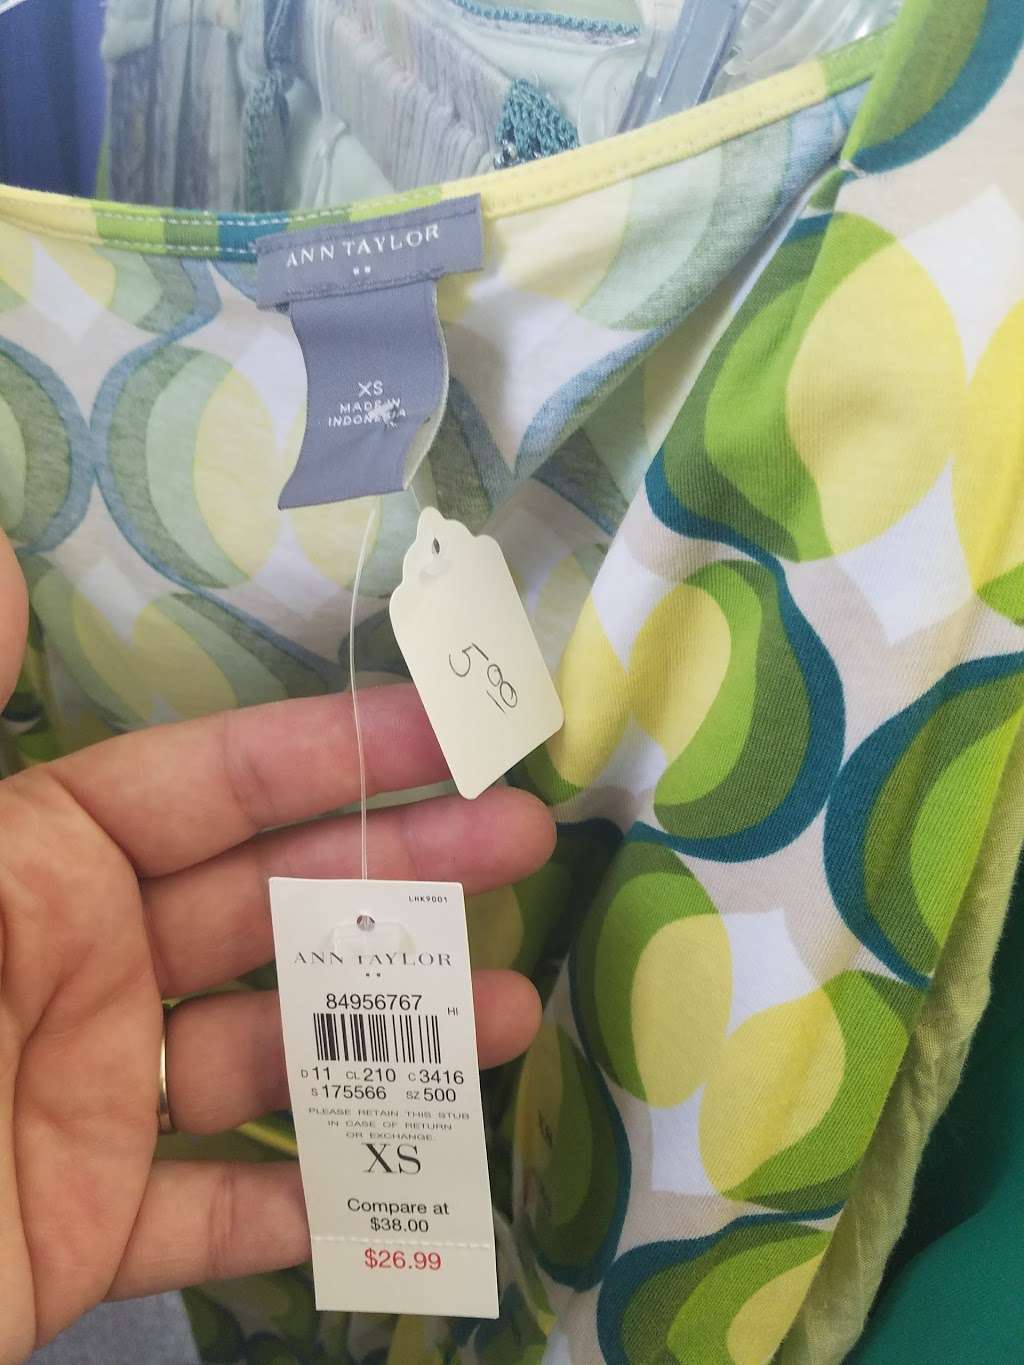 ANN TAYLOR
XS
MADE IN
INDONESIA
5.00
LHK9001
ANN TAYLOR
84956767
HI
D 11 CL 210 C 3416
S 175566 SZ 500
PLEASE RETAIN THIS STUB
IN CASE OF RETURN
OR EXCHANGE.
XS
Compare at
$38.00
$26.99